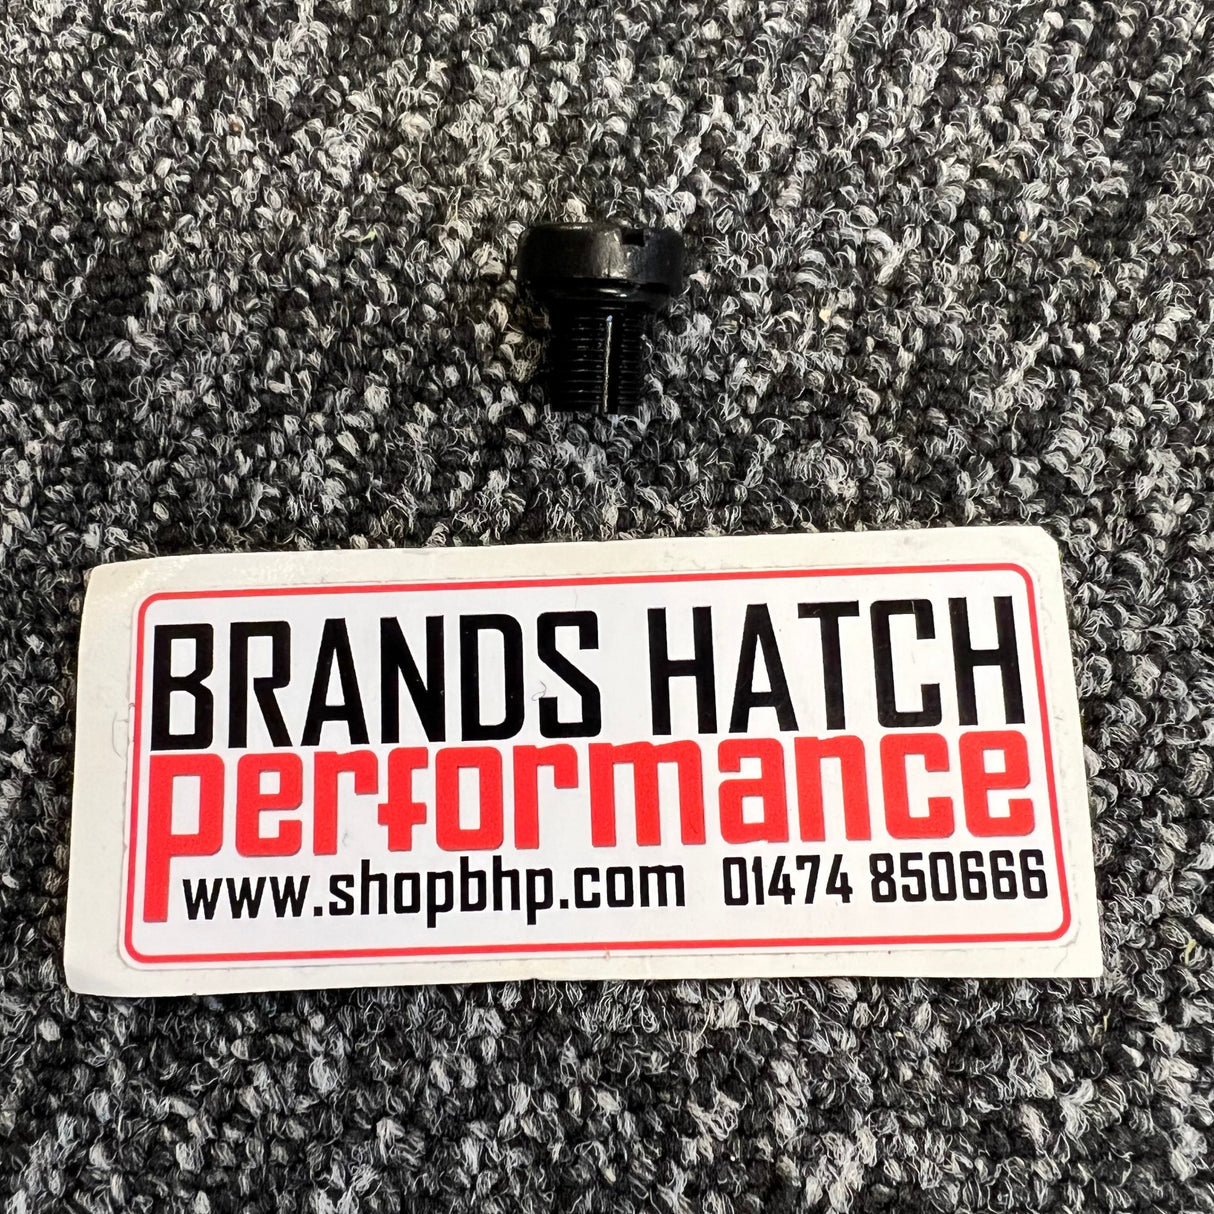 BRANDS HATCH
performance
www.shopbhp.com 01474 850666